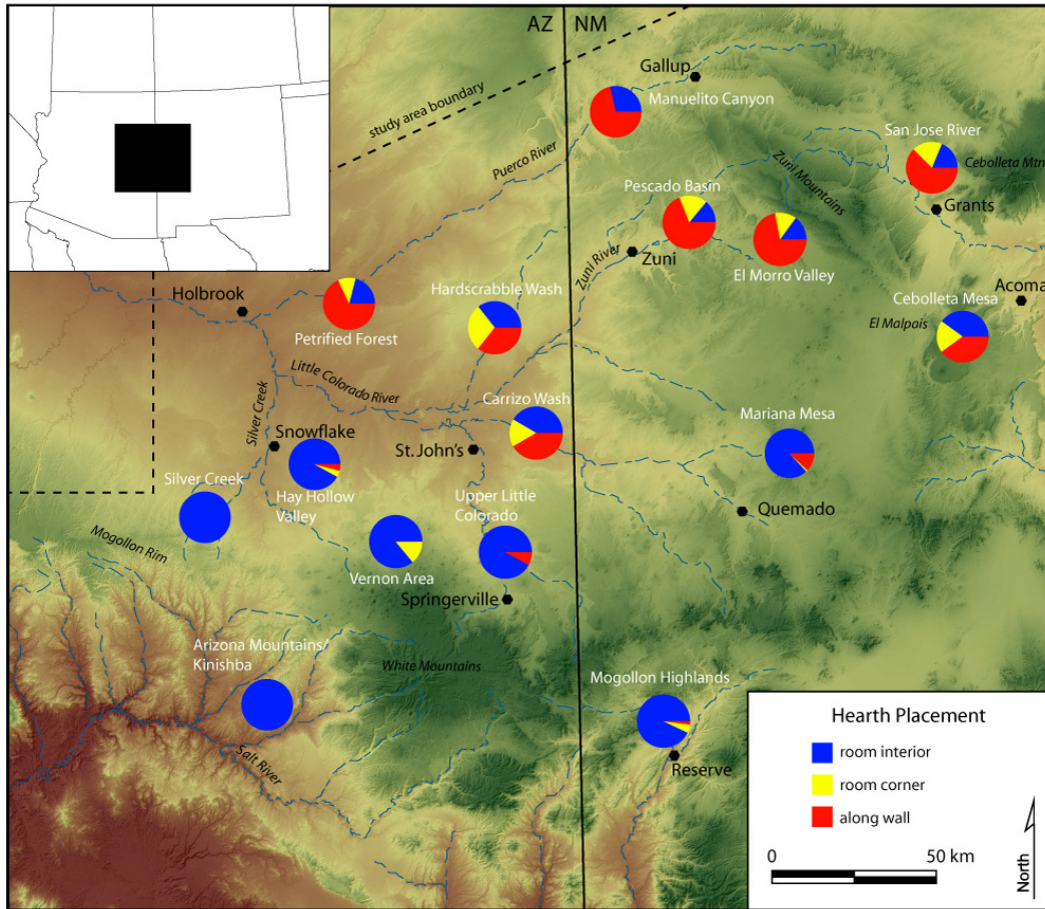 AZ NM
Gallup
study area boundary
Manuelito Canyon
Puerco River
San Jose River
Zuni Mountains
Cebolleta Mtn
Pescado Basin
Grants
Zuni River
Zuni
El Morro Valley
Holbrook
Hardscrabble Wash
Cebolleta Mesa
Acoma
El Malpais
Petrified Forest
Little Colorado River
Carrizo Wash
Mariana Mesa
Silver Creek
Snowflake
St. John's
Silver Creek
Hay Hollow
Valley
Upper Little
Colorado
Quemado
Mogollon Rim
Vernon Area
Springerville
Arizona Mountains/
Kinishba
White Mountains
Mogollon Highlands
Salt River
Reserve
Hearth Placement
room interior
room corner
along wall
0 50 km
North